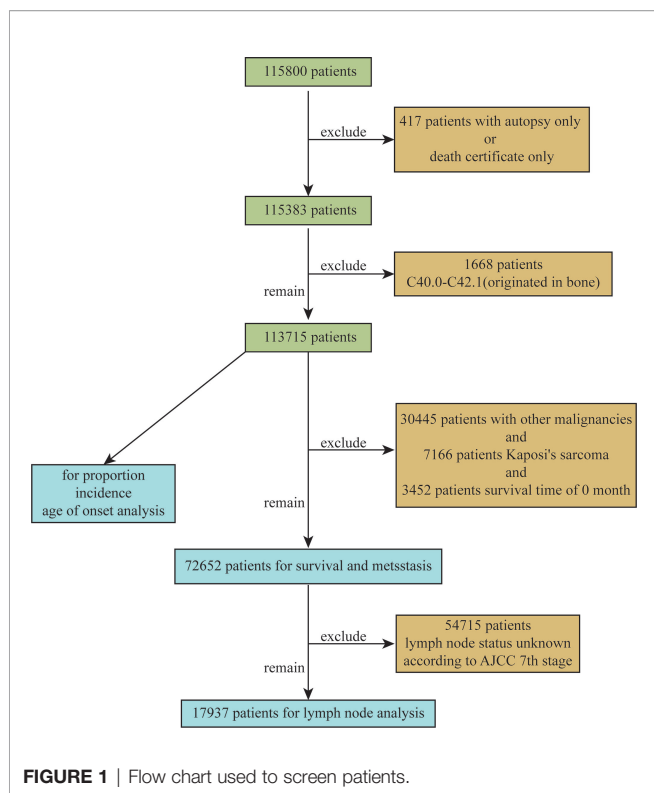 115800 patients
exclude
417 patients with autopsy only
or
death certificate only
115383 patients
exclude
1668 patients
C40.0-C42.1(originated in bone)
remain
113715 patients
exclude
30445 patients with other malignancies
and
7166 patients Kaposi's sarcoma
and
3452 patients survival time of 0 month
for proportion
incidence
age of onset analysis
remain
72652 patients for survival and metsstasis
exclude
54715 patients
lymph node status unknown
according to AJCC 7th stage
remain
17937 patients for lymph node analysis
FIGURE 1 | Flow chart used to screen patients.